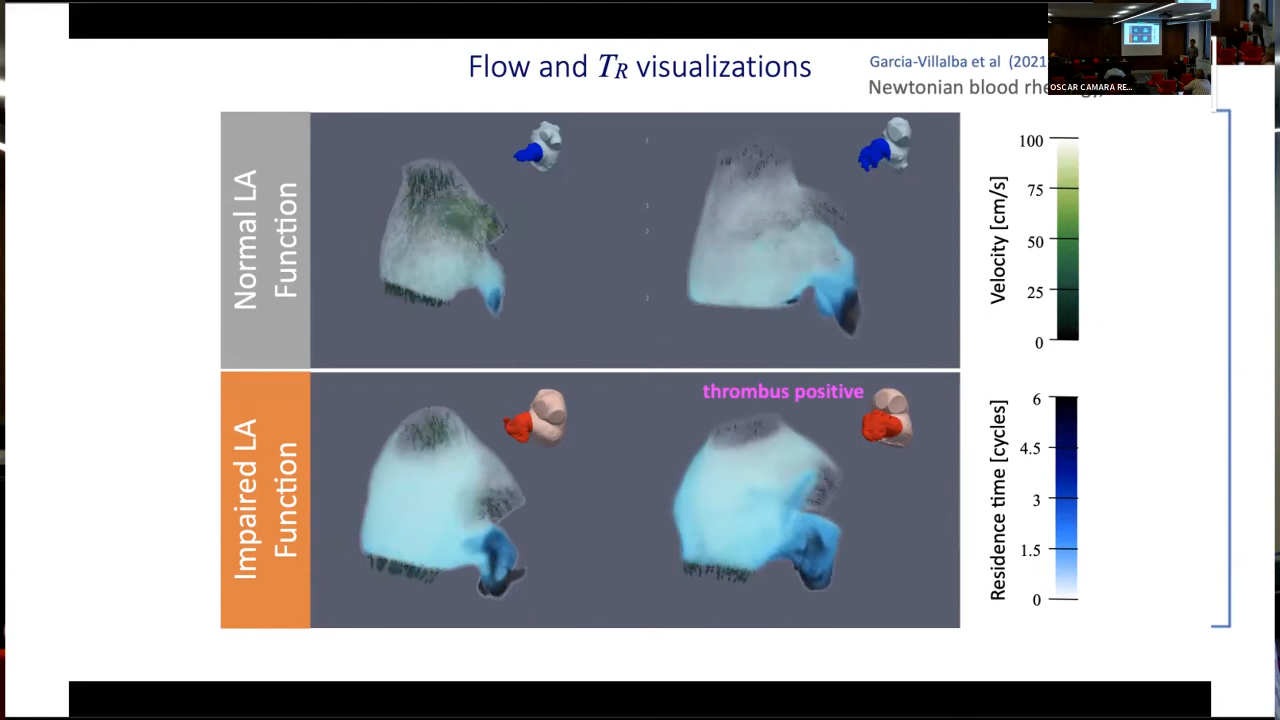 Flow and T_R visualizations
Garcia-Villalba et al (2021
Newtonian blood
OSCAR CAMARA RE...
Normal LA
Function
Impaired LA
Function
thrombus positive
Velocity [cm/s]
100
75
50
25
0
Residence time [cycles]
6
4.5
3
1.5
0